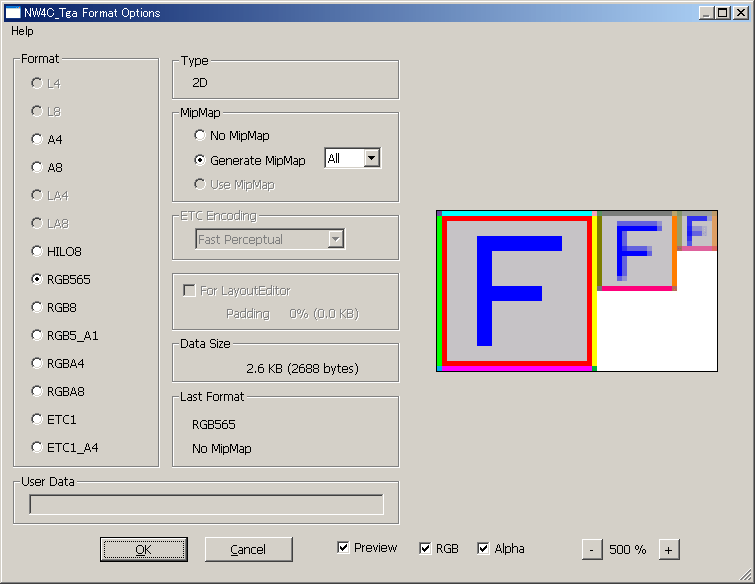 NW4C_Tga Format Options
Help
Format
L4
L8
A4
A8
LA4
LA8
HILO8
RGB565
RGB8
RGB5_A1
RGBA4
RGBA8
ETC1
ETC1_A4
Type
2D
MipMap
No MipMap
Generate MipMap All
Use MipMap
ETC Encoding
Fast Perceptual
For LayoutEditor
Padding 0% (0.0 KB)
Data Size
2.6 KB (2688 bytes)
Last Format
RGB565
No MipMap
F F F
User Data
OK Cancel Preview RGB Alpha - 500 % +